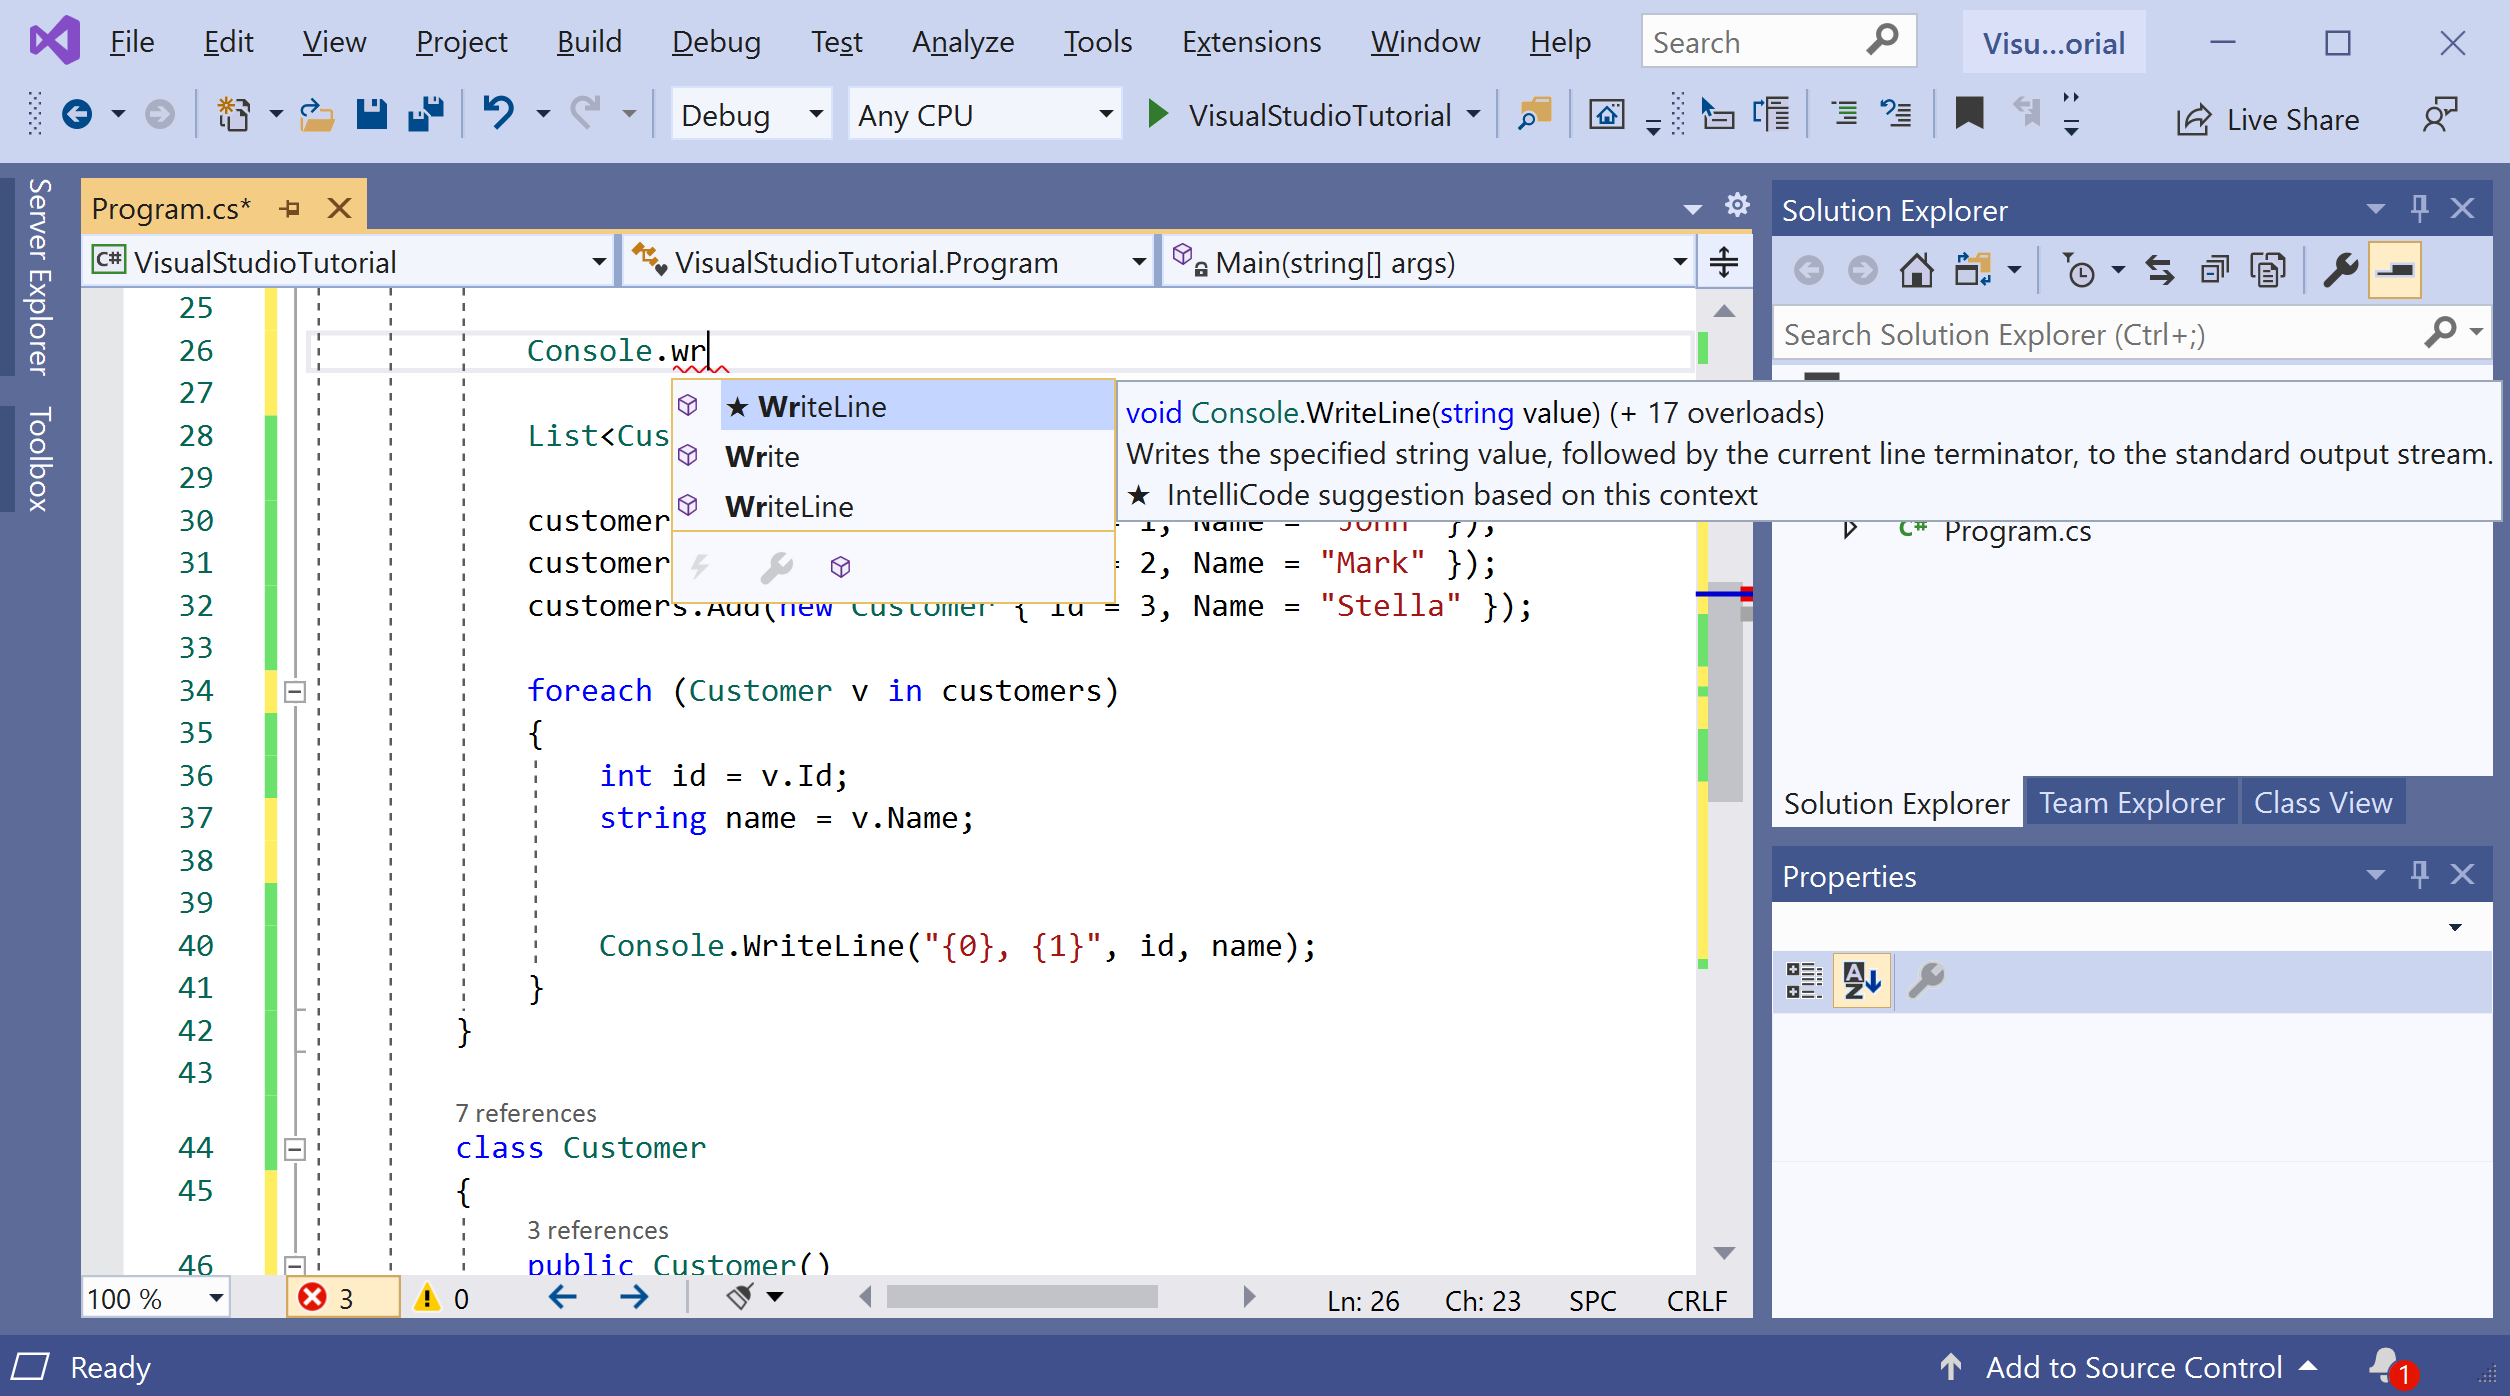 File Edit View Project Build Debug Test Analyze Tools Extensions Window Help Search Visu...orial
Debug Any CPU VisualStudioTutorial Live Share
Server Explorer
Toolbox
Program.cs*
C# VisualStudioTutorial VisualStudioTutorial.Program Main(string[] args)
25
26 Console.wr
27
28 List<Cus
29
30 customer = 1, Name = "John" });
31 customer = 2, Name = "Mark" });
32 customers.Add(new Customer { id = 3, Name = "Stella" });
33
34 foreach (Customer v in customers)
35 {
36 int id = v.Id;
37 string name = v.Name;
38
39
40 Console.WriteLine("{0}, {1}", id, name);
41 }
42 }
43
7 references
44 class Customer
45 {
3 references
46 public Customer()
★ WriteLine
Write
WriteLine
void Console.WriteLine(string value) (+ 17 overloads)
Writes the specified string value, followed by the current line terminator, to the standard output stream.
★ IntelliCode suggestion based on this context
100 % 3 0 Ln: 26 Ch: 23 SPC CRLF
Solution Explorer
Search Solution Explorer (Ctrl+;)
C# Program.cs
Solution Explorer Team Explorer Class View
Properties
AZ
Ready Add to Source Control 1